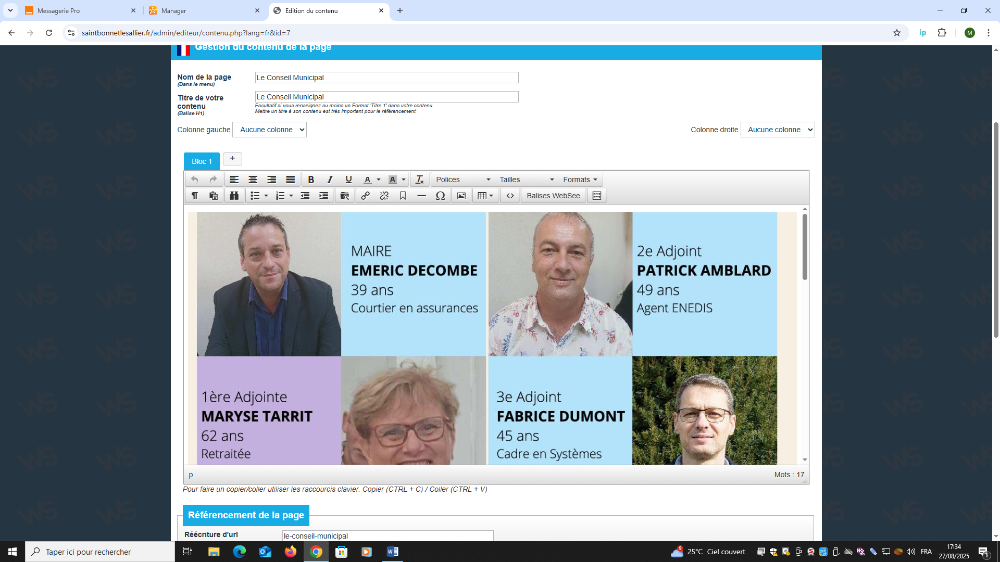 Messagerie Pro
Manager
Edition du contenu
saintbonnetlesallier.fr/admin/editeur/contenu.php?lang=fr&id=7
ip
M
Gestion du contenu de la page
Nom de la page
(Dans le menu)
Le Conseil Municipal
Titre de votre contenu
(Balise H1)
Le Conseil Municipal
Facultatif si vous renseignez au moins un Format 'Titre 1' dans votre contenu.
Mettre un titre à son contenu est très important pour le référencement.
Colonne gauche Aucune colonne
Colonne droite Aucune colonne
Bloc 1
+
B I U A A Polices Tailles Formats
Balises WebSee
MAIRE
EMERIC DECOMBE
39 ans
Courtier en assurances
2e Adjoint
PATRICK AMBLARD
49 ans
Agent ENEDIS
1ère Adjointe
MARYSE TARRIT
62 ans
Retraitée
3e Adjoint
FABRICE DUMONT
45 ans
Cadre en Systèmes
p
Mots : 17
Pour faire un copier/coller utiliser les raccourcis clavier. Copier (CTRL + C) / Coller (CTRL + V)
Référencement de la page
Réécriture d'url
le-conseil-municipal
Taper ici pour rechercher
9
25°C Ciel couvert
FRA
17:34
27/08/2025
1